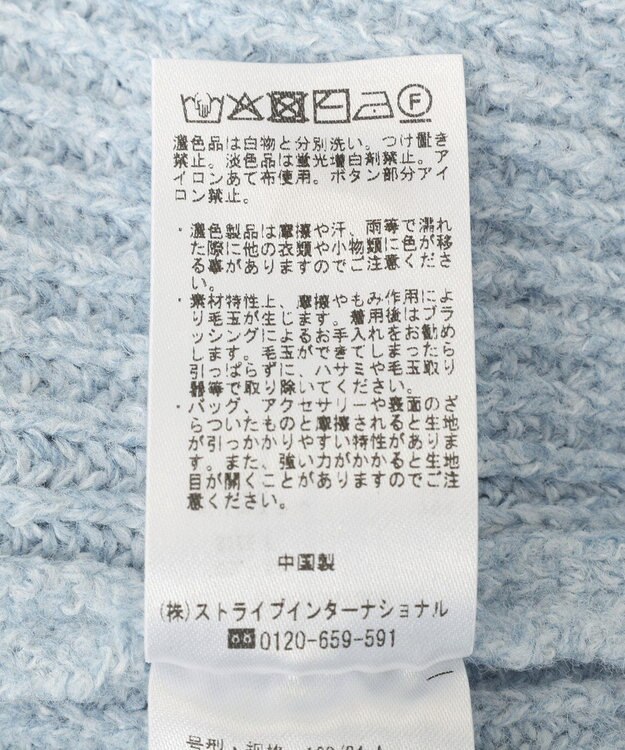 F
濃色品は白物と分別洗い。つけ置き
禁止。淡色品は蛍光増白剤禁止。ア
イロンあて布使用。ボタン部分アイ
ロン禁止。
・濃色製品は摩擦や汗、雨等で濡れ
た際に他の衣類や小物類に色が移
る事がありますのでご注意くださ
い。
・素材特性上、摩擦やもみ作用によ
り毛玉が生じます。着用後はブラ
ッシングによるお手入れをお勧め
します。毛玉ができてしまったら
引っぱらずに、ハサミや毛玉取り
器等で取り除いてください。
・バッグ、アクセサリーや表面のざ
らついたものと摩擦されると生地
が引っかかりやすい特性がありま
す。また、強い力がかかると生地
目が開くことがありますのでご注
意ください。
中国製
(株)ストライプインターナショナル
0120-659-591
号型:规格:160/84A